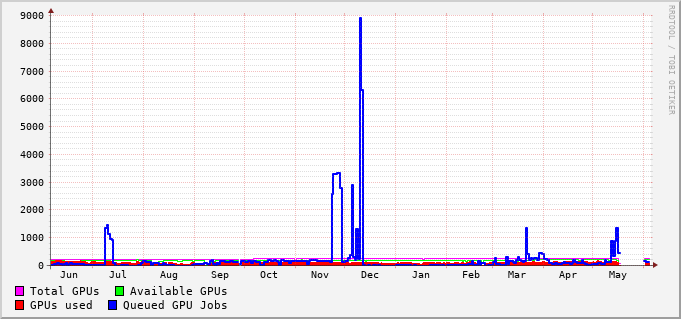 9000
8000
7000
6000
5000
4000
3000
2000
1000
0
Jun Jul Aug Sep Oct Nov Dec Jan Feb Mar Apr May
Total GPUs Available GPUs
GPUs used Queued GPU Jobs
RRDTOOL / TOBI OETIKER